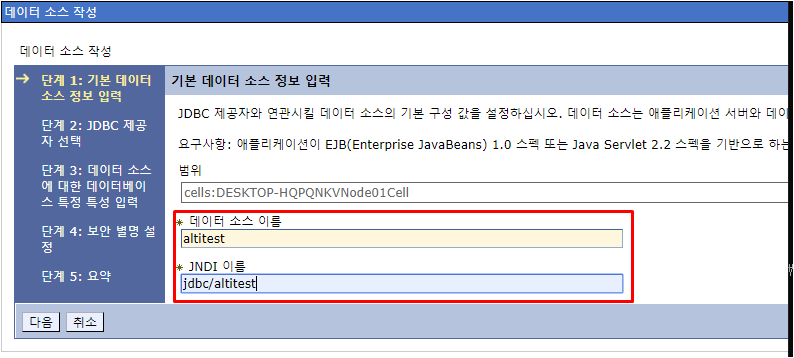 데이터 소스 작성
데이터 소스 작성
단계 1: 기본 데이터
소스 정보 입력
단계 2: JDBC 제공
자 선택
단계 3: 데이터 소스
에 대한 데이터베이
스 특정 특성 입력
단계 4: 보안 별명 설
정
단계 5: 요약
기본 데이터 소스 정보 입력
JDBC 제공자와 연관시킬 데이터 소스의 기본 구성 값을 설정하십시오. 데이터 소스는 애플리케이션 서버와 데이
요구사항: 애플리케이션이 EJB(Enterprise JavaBeans) 1.0 스펙 또는 Java Servlet 2.2 스펙을 기반으로 하는
범위
cells:DESKTOP-HQPQNKVNode01Cell
* 데이터 소스 이름
altitest
* JNDI 이름
jdbc/altitest
다음 취소